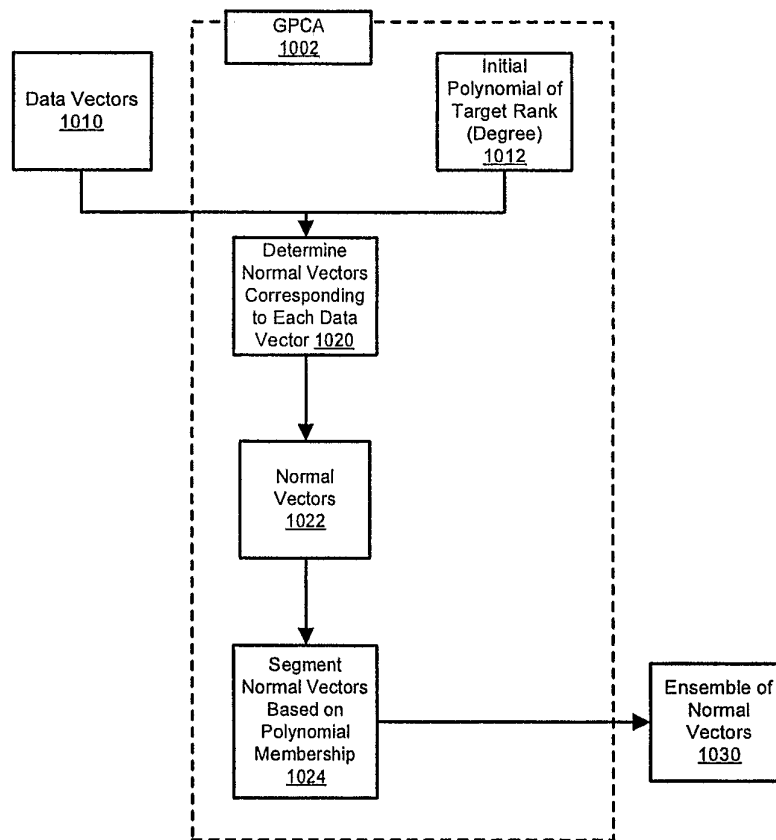 GPCA
1002
Data Vectors
1010
Initial
Polynomial of
Target Rank
(Degree)
1012
Determine
Normal Vectors
Corresponding
to Each Data
Vector 1020
Normal
Vectors
1022
Segment
Normal Vectors
Based on
Polynomial
Membership
1024
Ensemble of
Normal
Vectors
1030